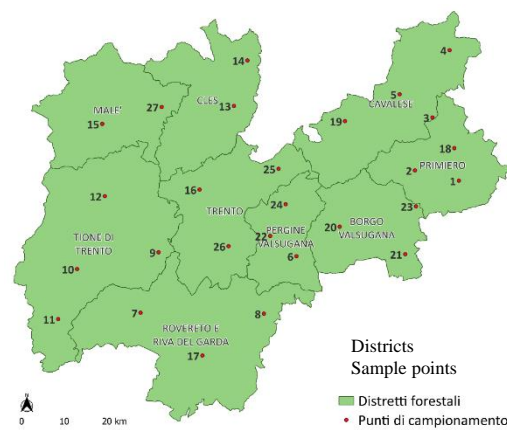 14
4
CLES
5
MALE'
27
13
CAVALESE
3
15
19
18
PRIMIERO
25
2
1
12
16
24
TRENTO
23
BORGO
VALSUGANA
20
PERGINE
VALSUGANA
22
TIONE DI
TRENTO
9
26
6
21
10
11
7
8
ROVERETO E
RIVA DEL GARDA
17
Districts
Sample points
Distretti forestali
Punti di campionamento
N
0 10 20 km